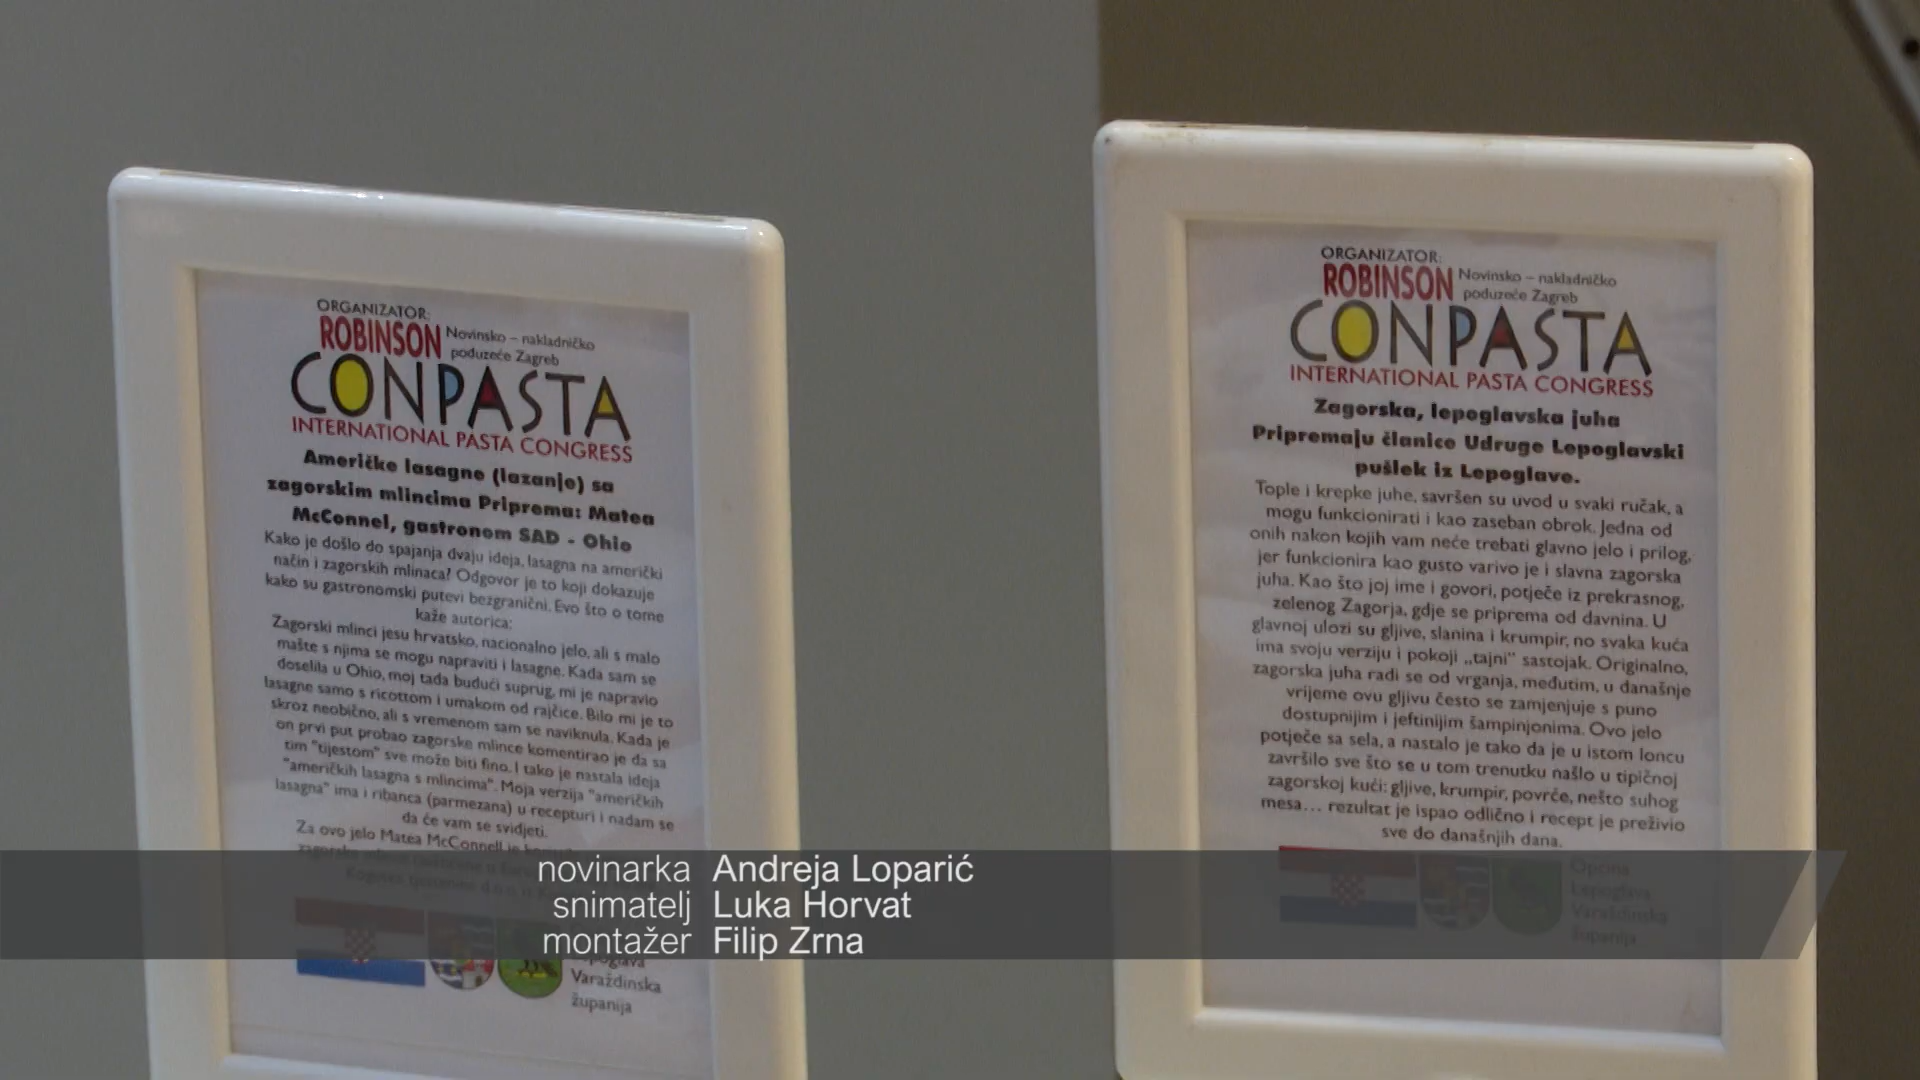 ORGANIZATOR:
ROBINSON Novinsko – nakladničko
poduzeće Zagreb
CONPASTA
INTERNATIONAL PASTA CONGRESS
Američke lasagne (lazanje) sa
zagorskim mlincima Priprema: Matea
McConnel, gastronom SAD - Ohio
Kako je došlo do spajanja dvaju ideja, lasagna na američki
način i zagorskih mlinaca? Odgovor je to koji dokazuje
kako su gastronomski putevi bezgranični. Evo što o tome
kaže autorica:
Zagorski mlinci jesu hrvatsko, nacionalno jelo, ali s malo
mašte s njima se mogu napraviti i lasagne. Kada sam se
doselila u Ohio, moj tada budući suprug, mi je napravio
lasagne samo s ricottom i umakom od rajčice. Bilo mi je to
skroz neobično, ali s vremenom sam se naviknula. Kada je
on prvi put probao zagorske mlince komentirao je da sa
tim "tijestom" sve može biti fino. I tako je nastala ideja
"američkih lasagna s mlincima". Moja verzija "američkih
lasagna" ima i ribanca (parmezana) u recepturi i nadam se
da će vam se svidjeti.
Za ovo jelo Matea McConnell je
Varaždinska
županija
ORGANIZATOR:
ROBINSON Novinsko – nakladničko
poduzeće Zagreb
CONPASTA
INTERNATIONAL PASTA CONGRESS
Zagorska, lepoglavska juha
Pripremaju članice Udruge Lepoglavski
pušlek iz Lepoglave.
Tople i krepke juhe, savršen su uvod u svaki ručak, a
mogu funkcionirati i kao zaseban obrok. Jedna od
onih nakon kojih vam neće trebati glavno jelo i prilog,
jer funkcionira kao gusto varivo je i slavna zagorska
juha. Kao što joj ime i govori, potječe iz prekrasnog,
zelenog Zagorja, gdje se priprema od davnina. U
glavnoj ulozi su gljive, slanina i krumpir, no svaka kuća
ima svoju verziju i pokoji „tajni" sastojak. Originalno,
zagorska juha radi se od vrganja, međutim, u današnje
vrijeme ovu gljivu često se zamjenjuje s puno
dostupnijim i jeftinijim šampinjonima. Ovo jelo
potječe sa sela, a nastalo je tako da je u istom loncu
završilo sve što se u tom trenutku našlo u tipičnoj
zagorskoj kući: gljive, krumpir, povrće, nešto suhog
mesa… rezultat je ispao odlično i recept je preživio
sve do današnjih dana.
Općina
Lepoglava
Varaždinska
županija
novinarka Andreja Loparić
snimatelj Luka Horvat
montažer Filip Zrna